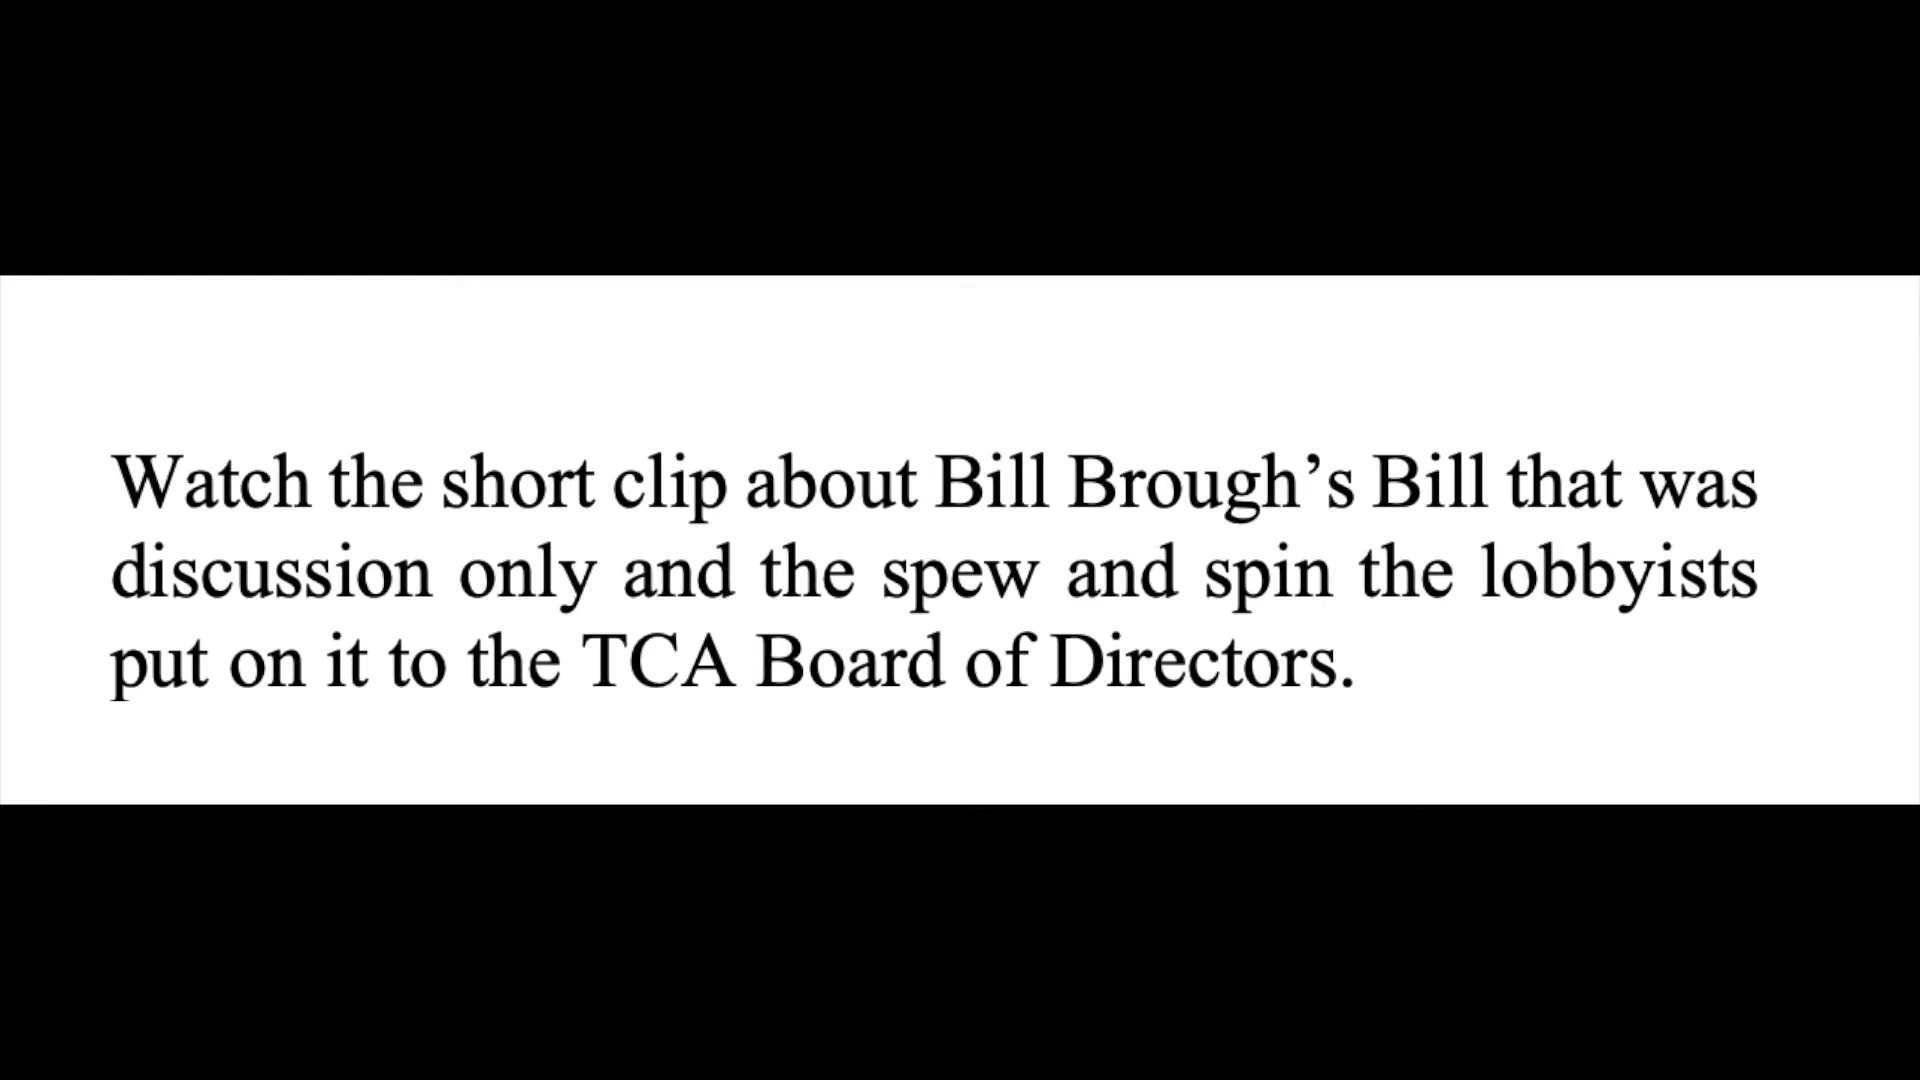 Watch the short clip about Bill Brough’s Bill that was
discussion only and the spew and spin the lobbyists
put on it to the TCA Board of Directors.